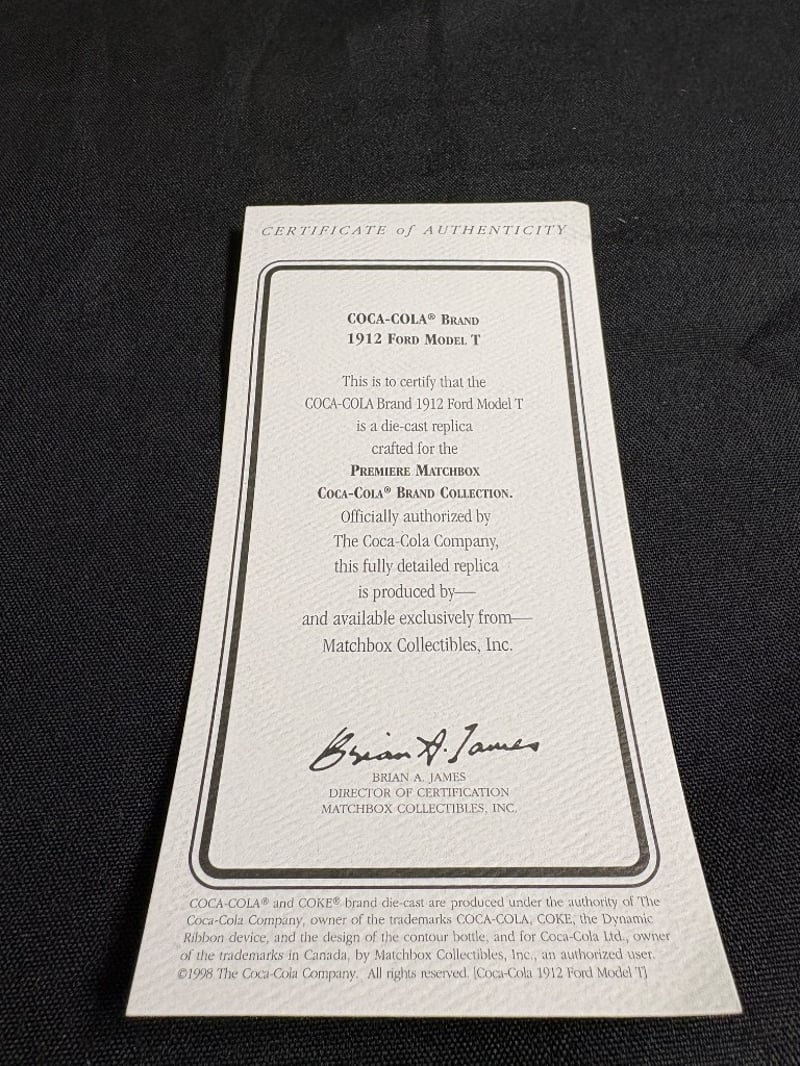 CERTIFICATE of AUTHENTICITY
COCA-COLA® BRAND
1912 FORD MODEL T
This is to certify that the
COCA-COLA Brand 1912 Ford Model T
is a die-cast replica
crafted for the
PREMIERE MATCHBOX
COCA-COLA® BRAND COLLECTION.
Officially authorized by
The Coca-Cola Company,
this fully detailed replica
is produced by—
and available exclusively from—
Matchbox Collectibles, Inc.
Brian A. James
BRIAN A. JAMES
DIRECTOR OF CERTIFICATION
MATCHBOX COLLECTIBLES, INC.
COCA-COLA® and COKE® brand die-cast are produced under the authority of The
Coca-Cola Company, owner of the trademarks COCA-COLA, COKE, the Dynamic
Ribbon device, and the design of the contour bottle, and for Coca-Cola Ltd., owner
of the trademarks in Canada, by Matchbox Collectibles, Inc., an authorized user.
©1998 The Coca-Cola Company. All rights reserved. [Coca-Cola 1912 Ford Model T]